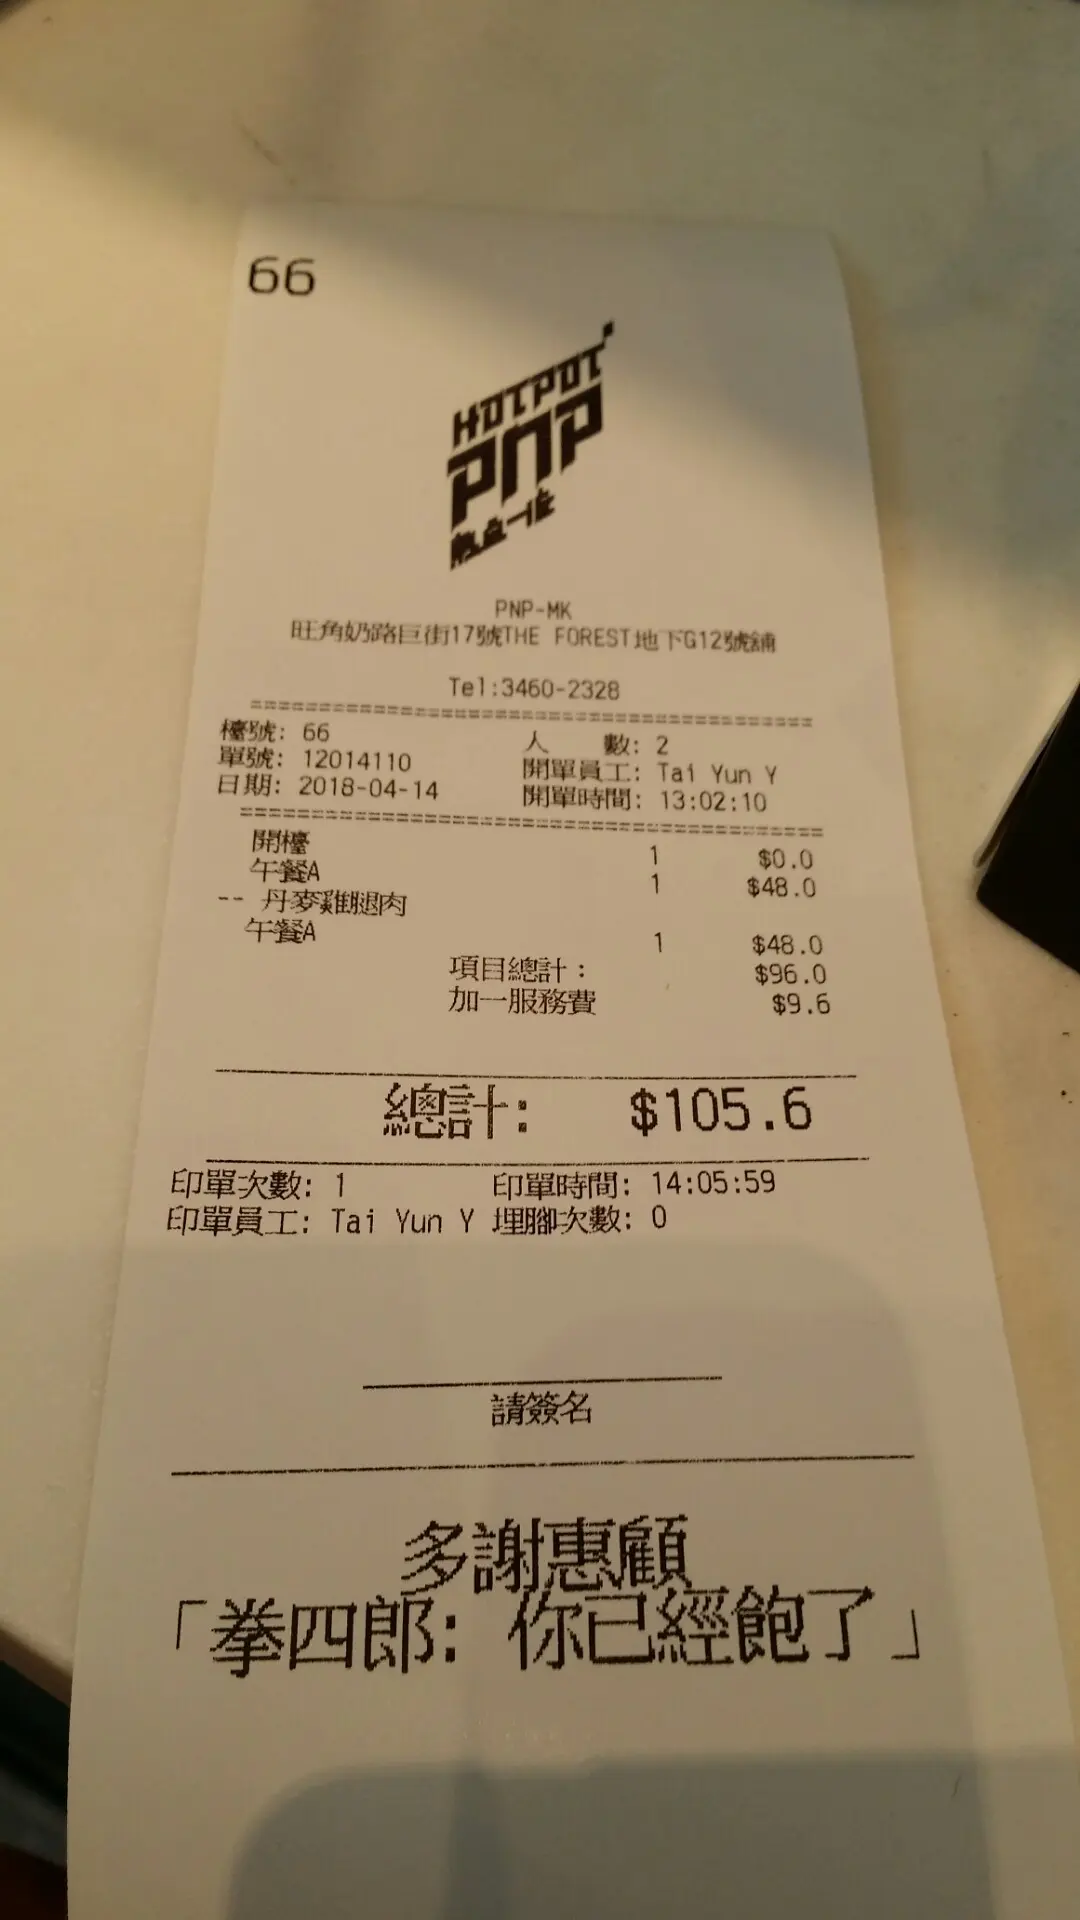 66
HOTPOT
PNP
PNP-MK
旺角奶路臣街17號THE FOREST地下G12號舖
Tel:3460-2328
檯號: 66 人 數: 2
單號: 12014110 開單員工: Tai Yun Y
日期: 2018-04-14 開單時間: 13:02:10
開檯 1 $0.0
午餐A 1 $48.0
-- 丹麥雞腿肉
午餐A 1 $48.0
項目總計: $96.0
加一服務費 $9.6
總計: $105.6
印單次數: 1 印單時間: 14:05:59
印單員工: Tai Yun Y 埋腳次數: 0
請簽名
多謝惠顧
「拳四郎: 你已經飽了」